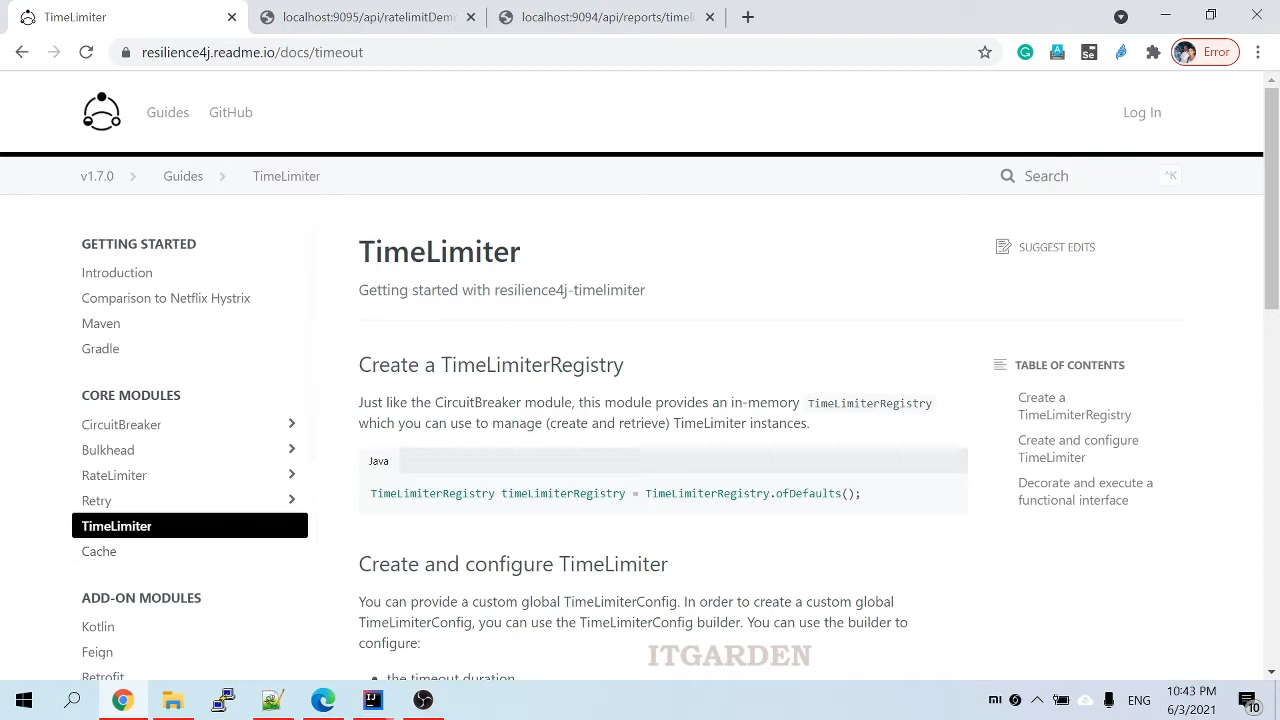 TimeLimiter
localhost:9095/api/ratelimitDem
localhost:9094/api/reports/timeli
resilience4j.readme.io/docs/timeout
Error
Guides
GitHub
Log In
v1.7.0
Guides
TimeLimiter
Search
^K
GETTING STARTED
Introduction
Comparison to Netflix Hystrix
Maven
Gradle
CORE MODULES
CircuitBreaker
Bulkhead
RateLimiter
Retry
TimeLimiter
Cache
ADD-ON MODULES
Kotlin
Feign
Retrofit
TimeLimiter
Getting started with resilience4j-timelimiter
Create a TimeLimiterRegistry
Just like the CircuitBreaker module, this module provides an in-memory TimeLimiterRegistry
which you can use to manage (create and retrieve) TimeLimiter instances.
Java
TimeLimiterRegistry timeLimiterRegistry = TimeLimiterRegistry.ofDefaults();
Create and configure TimeLimiter
You can provide a custom global TimeLimiterConfig. In order to create a custom global
TimeLimiterConfig, you can use the TimeLimiterConfig builder. You can use the builder to
configure:
the timeout duration
SUGGEST EDITS
TABLE OF CONTENTS
Create a
TimeLimiterRegistry
Create and configure
TimeLimiter
Decorate and execute a
functional interface
ITGARDEN
ENG
10:43 PM
6/3/2021
10